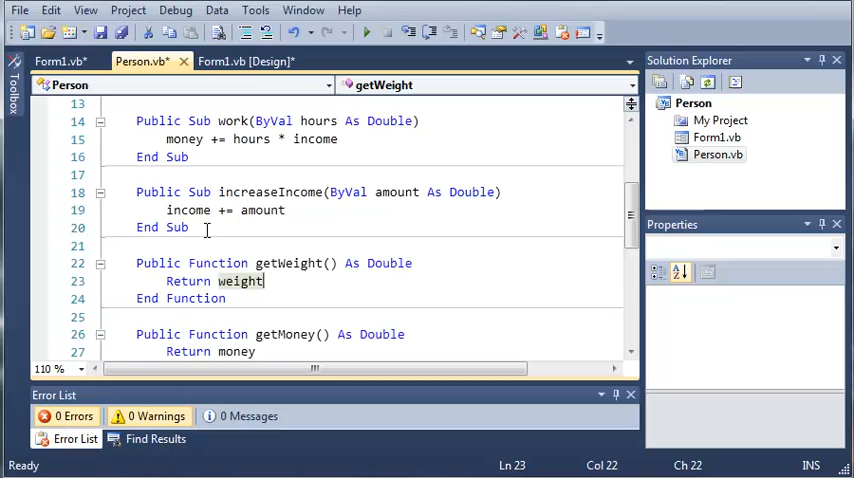 File Edit View Project Debug Data Tools Window Help
Form1.vb* Person.vb* Form1.vb [Design]*
Person getWeight
Toolbox
13
14 Public Sub work(ByVal hours As Double)
15 money += hours * income
16 End Sub
17
18 Public Sub increaseIncome(ByVal amount As Double)
19 income += amount
20 End Sub
21
22 Public Function getWeight() As Double
23 Return weight
24 End Function
25
26 Public Function getMoney() As Double
27 Return money
110 %
Solution Explorer
Person
My Project
Form1.vb
Person.vb
Properties
Error List
0 Errors 0 Warnings 0 Messages
Error List Find Results
Ready Ln 23 Col 22 Ch 22 INS